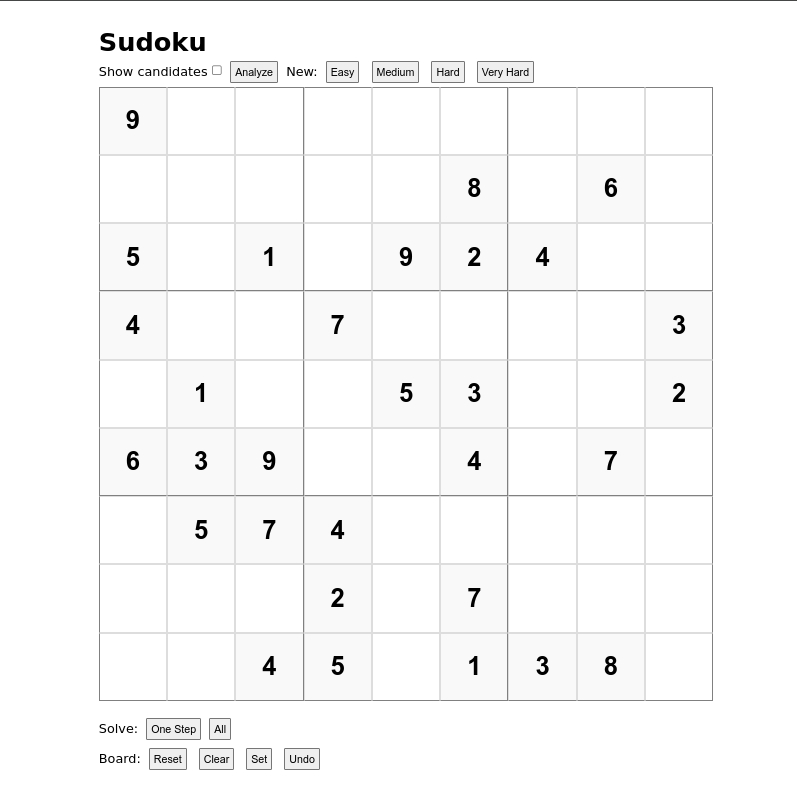 Sudoku
Show candidates Analyze New: Easy Medium Hard Very Hard
9
8 6
5 1 9 2 4
4 7 3
1 5 3 2
6 3 9 4 7
5 7 4
2 7
4 5 1 3 8
Solve: One Step All
Board: Reset Clear Set Undo